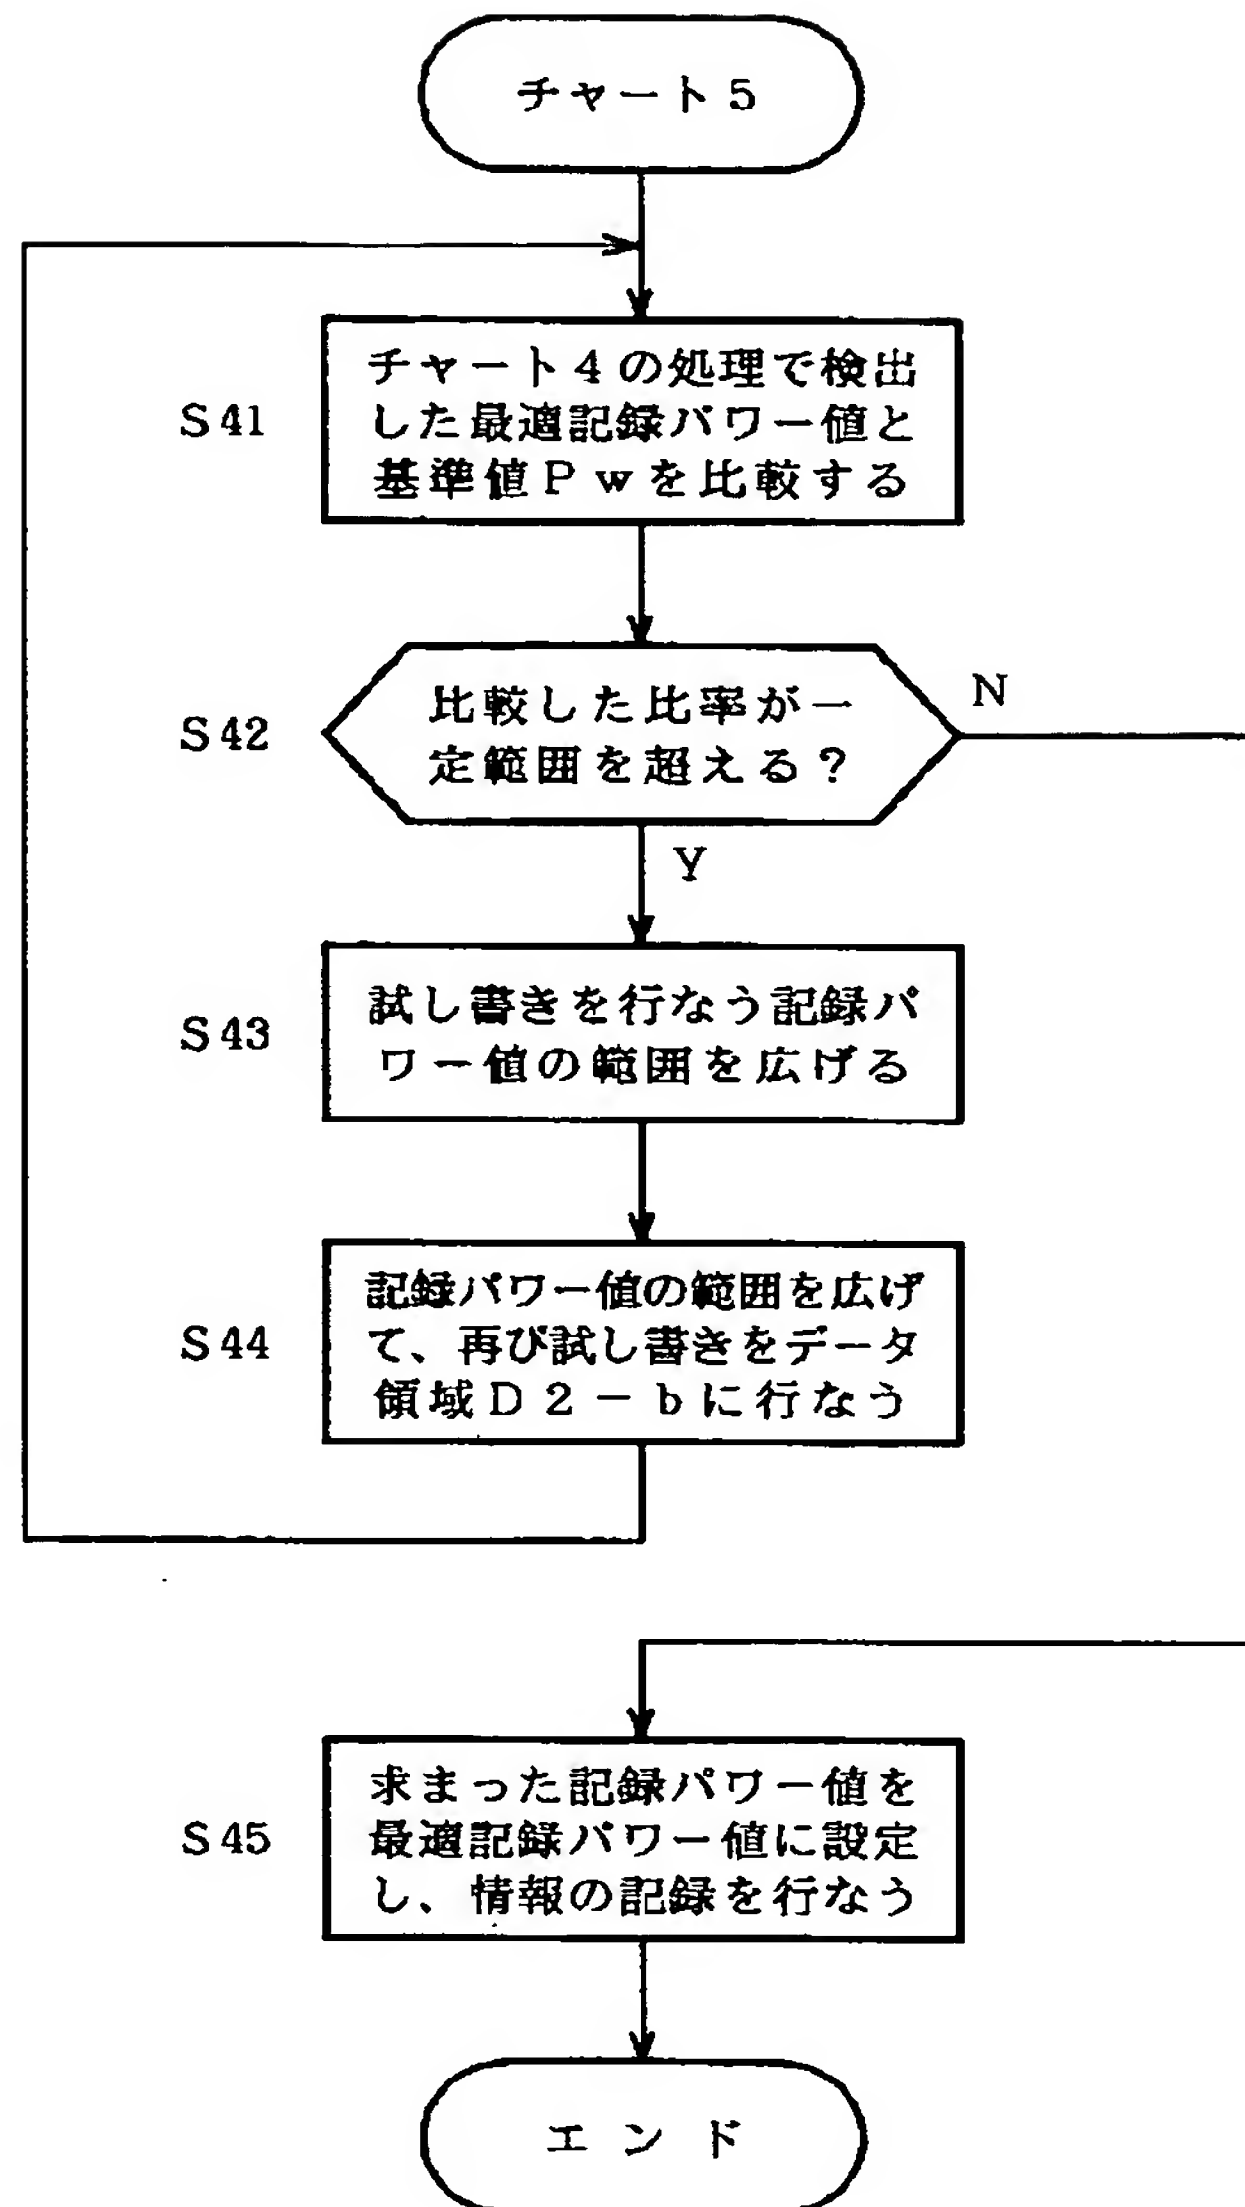 チャート5
S41
チャート4の処理で検出
した最適記録パワー値と
基準値Pwを比較する
S42
比較した比率が一
定範囲を超える?
N
Y
S43
試し書きを行なう記録パ
ワー値の範囲を広げる
S44
記録パワー値の範囲を広げ
て、再び試し書きをデータ
領域D2-bに行なう
S45
求まった記録パワー値を
最適記録パワー値に設定
し、情報の記録を行なう
エンド